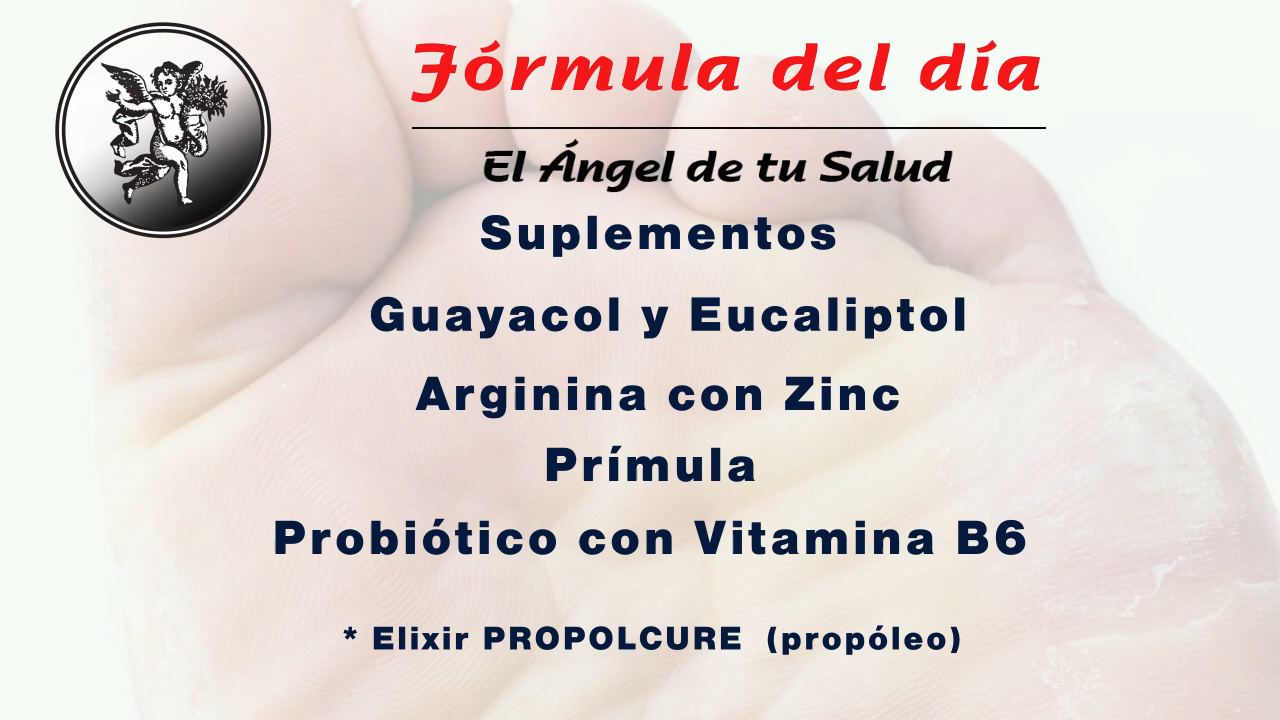 Fórmula del día
El Ángel de tu Salud
Suplementos
Guayacol y Eucaliptol
Arginina con Zinc
Prímula
Probiótico con Vitamina B6
* Elixir PROPOLCURE (propóleo)